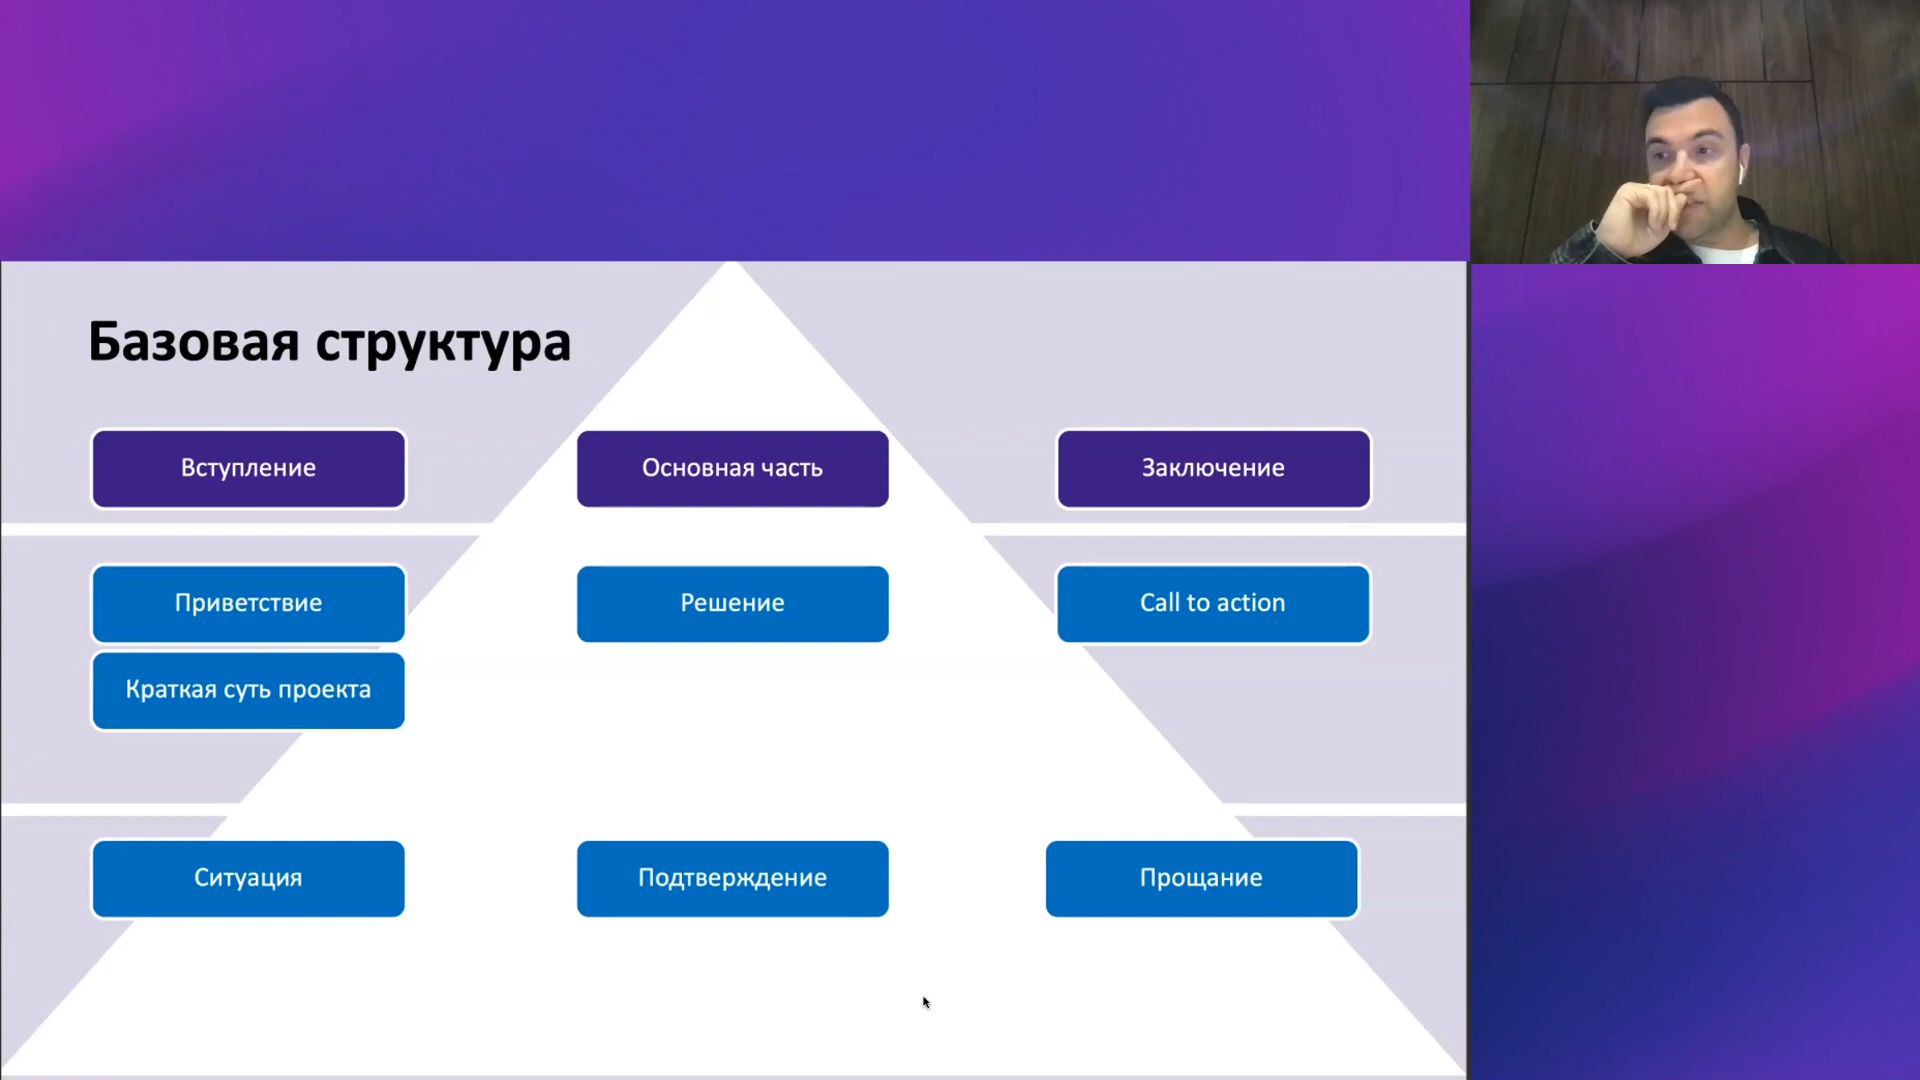 Базовая структура
Вступление
Основная часть
Заключение
Приветствие
Решение
Call to action
Краткая суть проекта
Ситуация
Подтверждение
Прощание